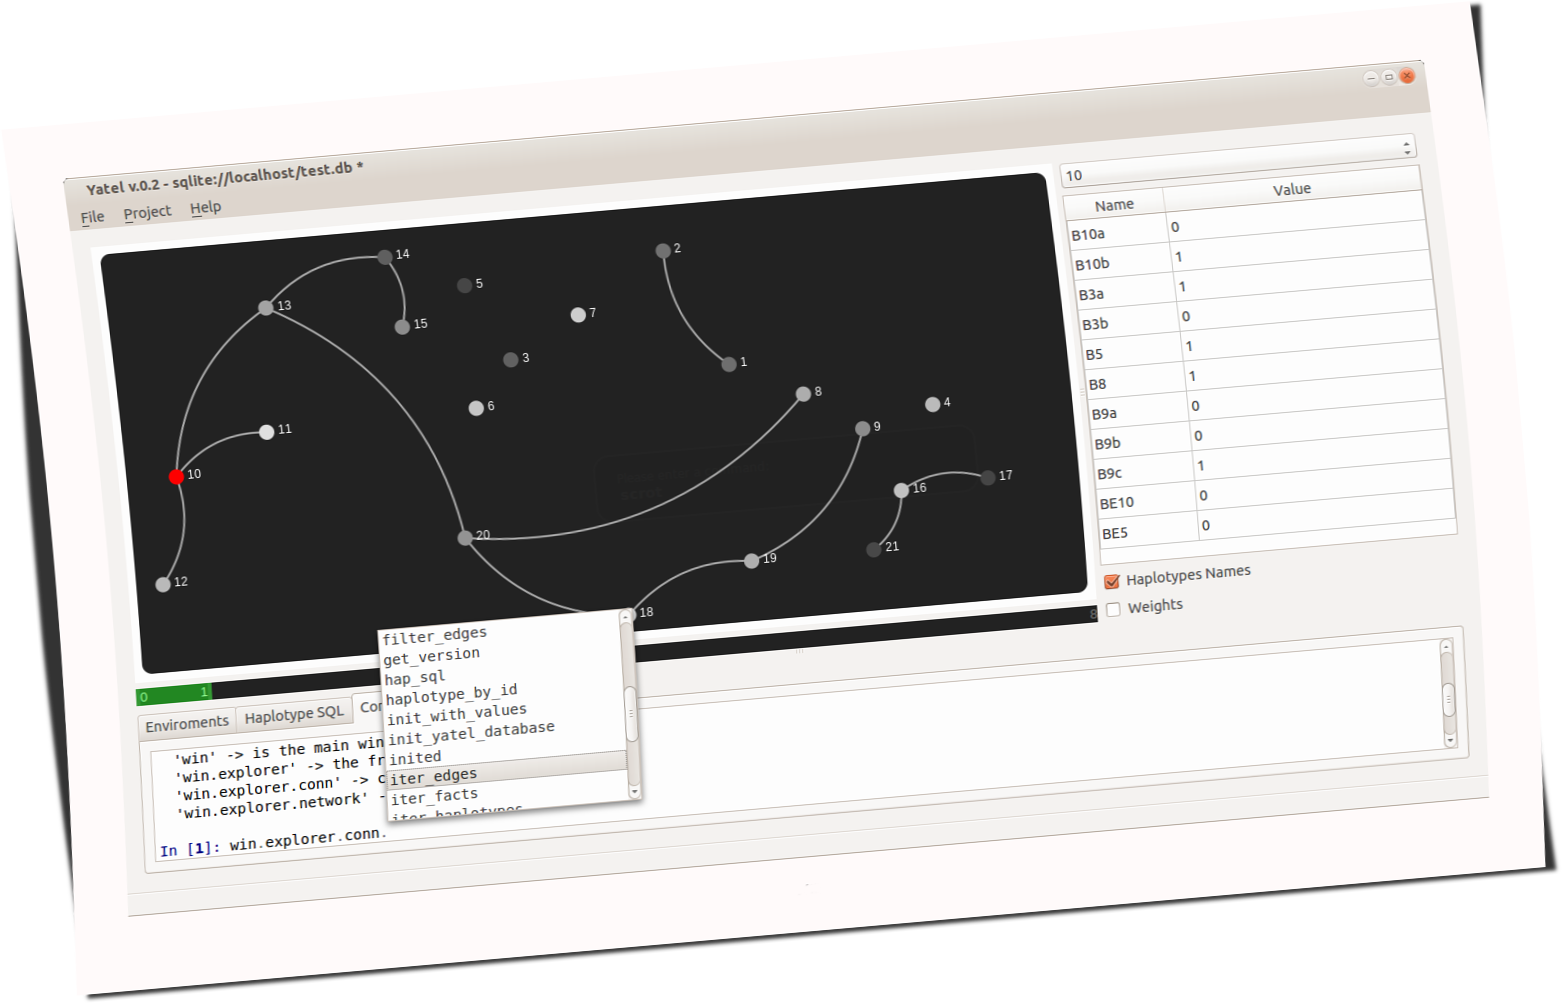 Yatel v.0.2 - sqlite://localhost/test.db *
File Project Help
14
5
13
15
7
3
6
11
10
12
20
2
1
8
9
4
16
17
21
19
18
0 1
8
10
Name Value
B10a 0
B10b 1
B3a 1
B3b 0
B5 1
B8 1
B9a 0
B9b 0
B9c 1
BE10 0
BE5 0
Haplotypes Names
Weights
Enviroments Haplotype SQL
'win' -> is the main win
'win.explorer' -> the fr
'win.explorer.conn' -> c
'win.explorer.network' -
In [1]: win.explorer.conn.
filter_edges
get_version
hap_sql
haplotype_by_id
init_with_values
init_yatel_database
inited
iter_edges
iter_facts
iter_haplotypes